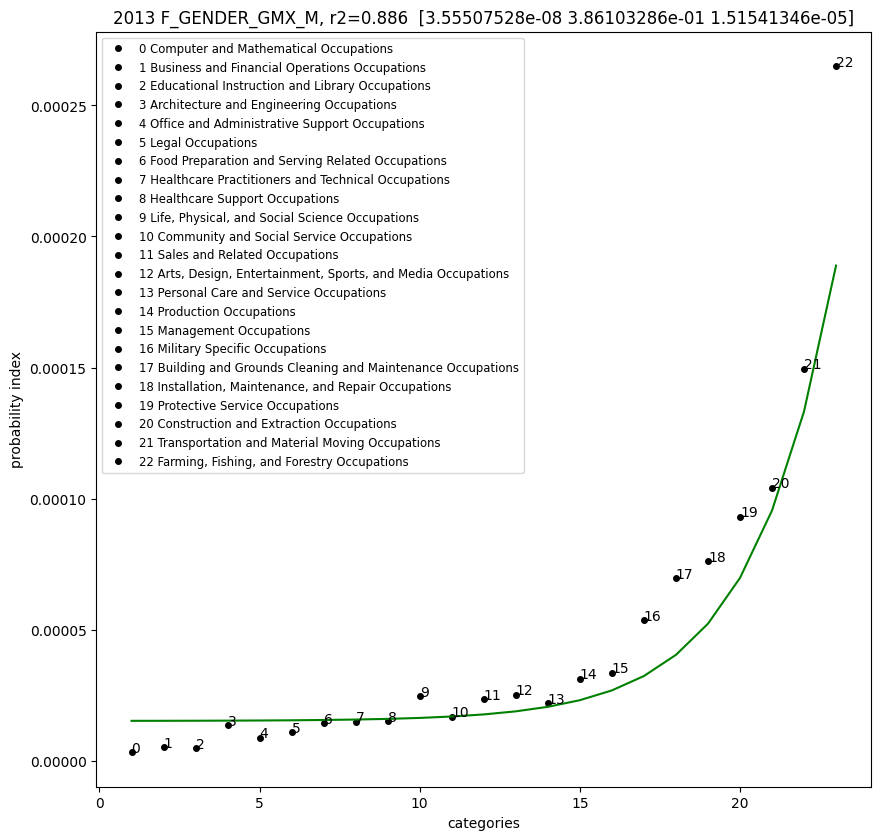 2013 F_GENDER_GMX_M, r2=0.886  [3.55507528e-08 3.86103286e-01 1.51541346e-05]
0 Computer and Mathematical Occupations
1 Business and Financial Operations Occupations
2 Educational Instruction and Library Occupations
3 Architecture and Engineering Occupations
4 Office and Administrative Support Occupations
5 Legal Occupations
6 Food Preparation and Serving Related Occupations
7 Healthcare Practitioners and Technical Occupations
8 Healthcare Support Occupations
9 Life, Physical, and Social Science Occupations
10 Community and Social Service Occupations
11 Sales and Related Occupations
12 Arts, Design, Entertainment, Sports, and Media Occupations
13 Personal Care and Service Occupations
14 Production Occupations
15 Management Occupations
16 Military Specific Occupations
17 Building and Grounds Cleaning and Maintenance Occupations
18 Installation, Maintenance, and Repair Occupations
19 Protective Service Occupations
20 Construction and Extraction Occupations
21 Transportation and Material Moving Occupations
22 Farming, Fishing, and Forestry Occupations
probability index
0.00025
0.00020
0.00015
0.00010
0.00005
0.00000
0
1
2
3
4
5
6
7
8
9
10
11
12
13
14
15
16
17
18
19
20
21
22
0
5
10
15
20
categories